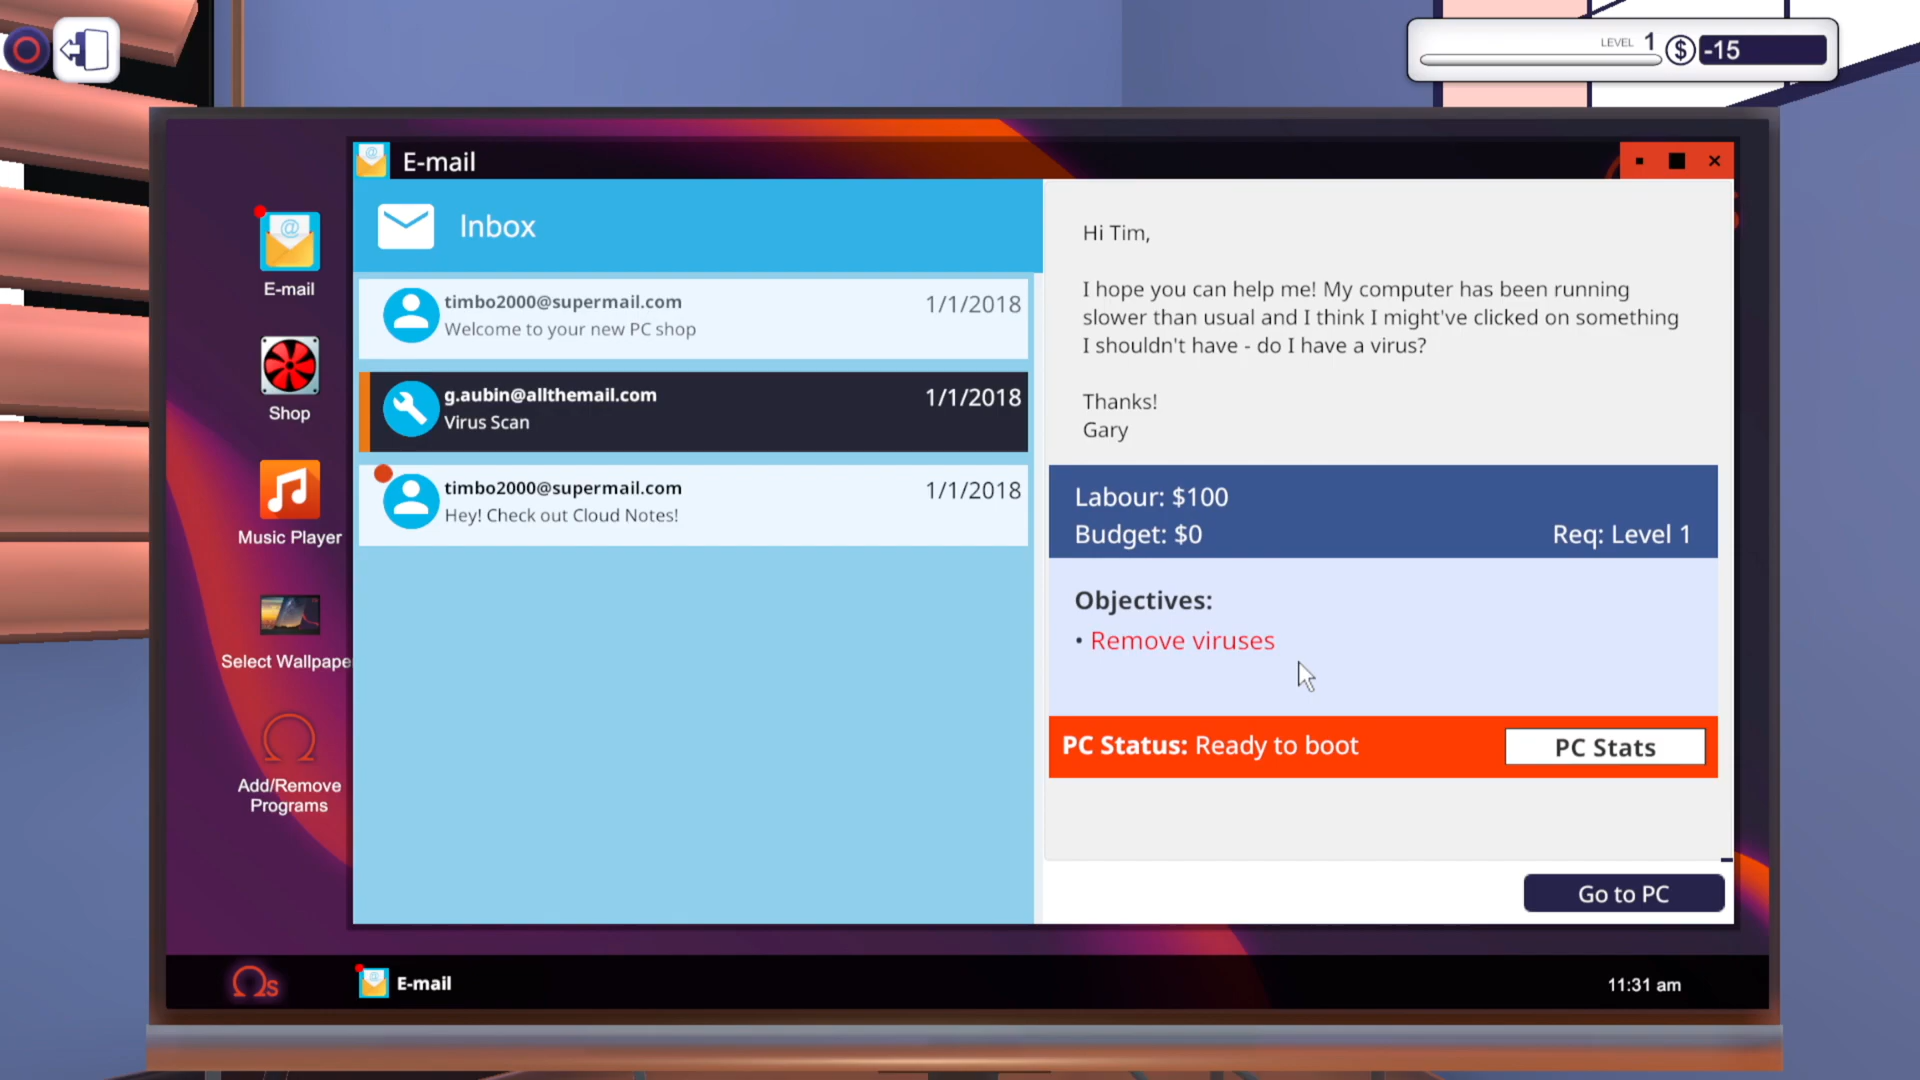 LEVEL 1 $ -15
E-mail
Inbox
timbo2000@supermail.com 1/1/2018
Welcome to your new PC shop
g.aubin@allthemail.com 1/1/2018
Virus Scan
timbo2000@supermail.com 1/1/2018
Hey! Check out Cloud Notes!
Hi Tim,
I hope you can help me! My computer has been running
slower than usual and I think I might've clicked on something
I shouldn't have - do I have a virus?
Thanks!
Gary
Labour: $100
Budget: $0 Req: Level 1
Objectives:
• Remove viruses
PC Status: Ready to boot PC Stats
Go to PC
E-mail
Shop
Music Player
Select Wallpape
Add/Remove
Programs
Ωs E-mail 11:31 am